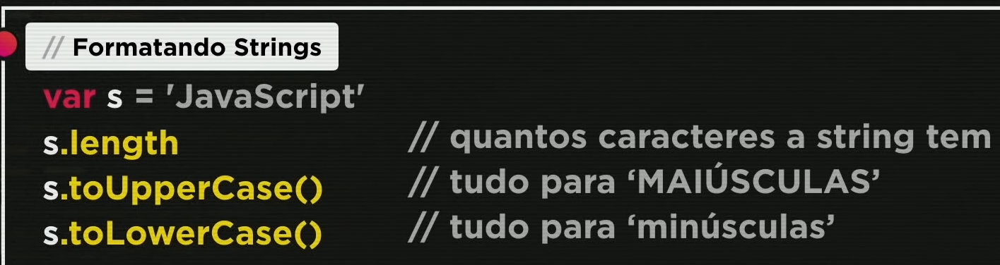 // Formatando Strings
var s = 'JavaScript'
s.length // quantos caracteres a string tem
s.toUpperCase() // tudo para ‘MAIÚSCULAS’
s.toLowerCase() // tudo para ‘minúsculas’